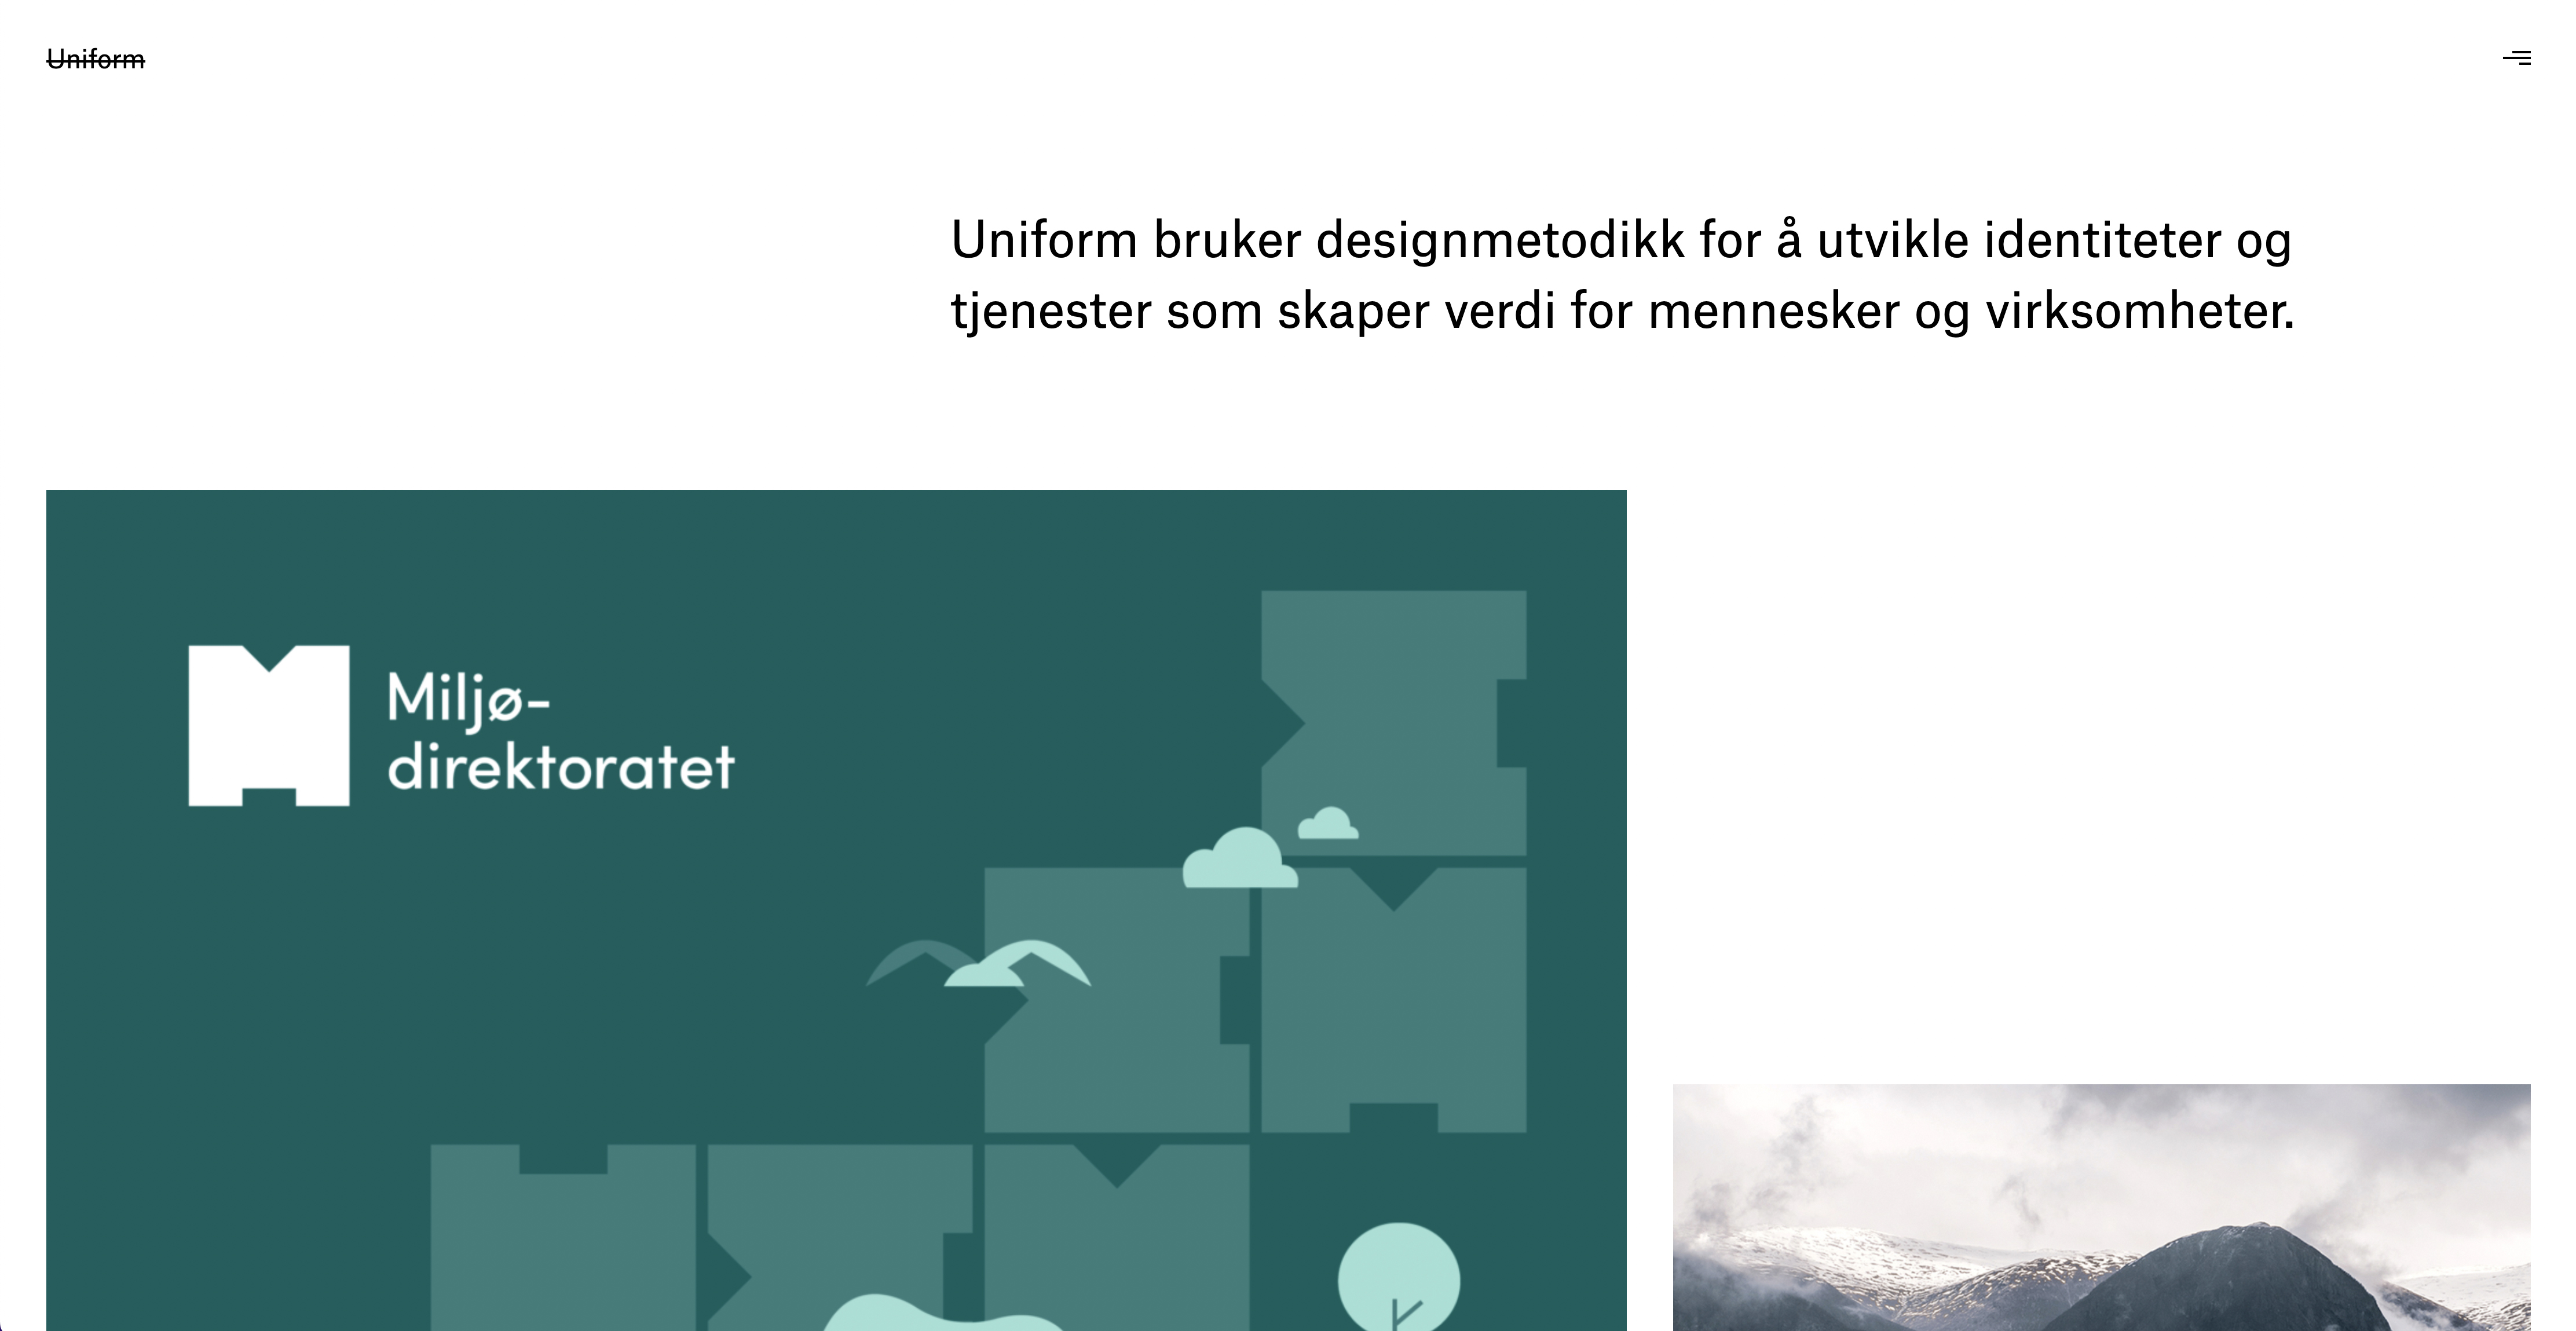 Uniform
Uniform bruker designmetodikk for å utvikle identiteter og
tjenester som skaper verdi for mennesker og virksomheter.
Miljø-
direktoratet